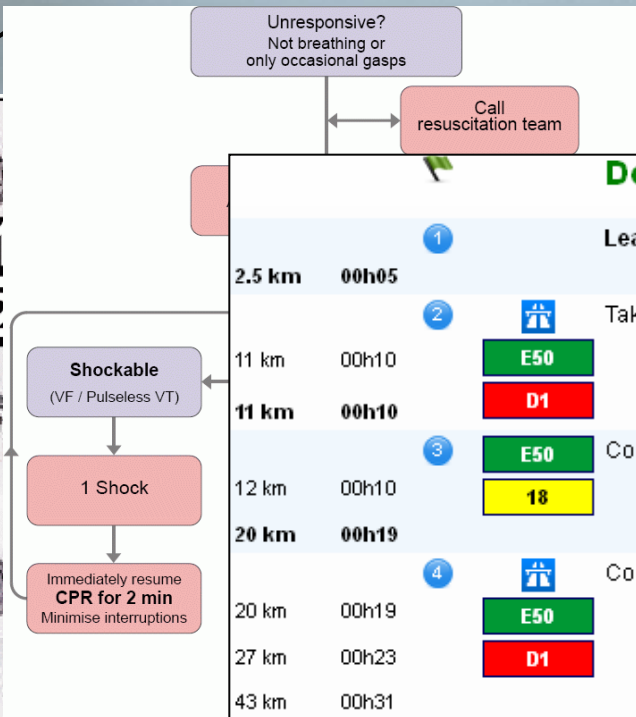 Unresponsive?
Not breathing or
only occasional gasps
Call
resuscitation team
Shockable
(VF / Pulseless VT)
1 Shock
Immediately resume
CPR for 2 min
Minimise interruptions
1
2.5 km 00h05
2
11 km 00h10 E50
11 km 00h10 D1
3 E50
12 km 00h10 18
20 km 00h19
4
20 km 00h19 E50
27 km 00h23 D1
43 km 00h31